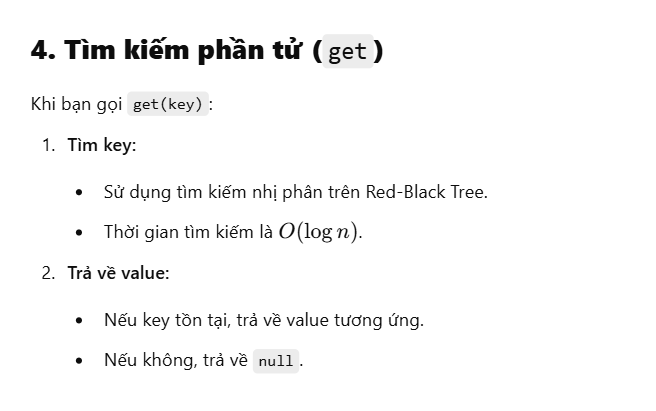 4. Tìm kiếm phần tử (get)
Khi bạn gọi get(key):
1. Tìm key:
• Sử dụng tìm kiếm nhị phân trên Red-Black Tree.
• Thời gian tìm kiếm là O(log n).
2. Trả về value:
• Nếu key tồn tại, trả về value tương ứng.
• Nếu không, trả về null.